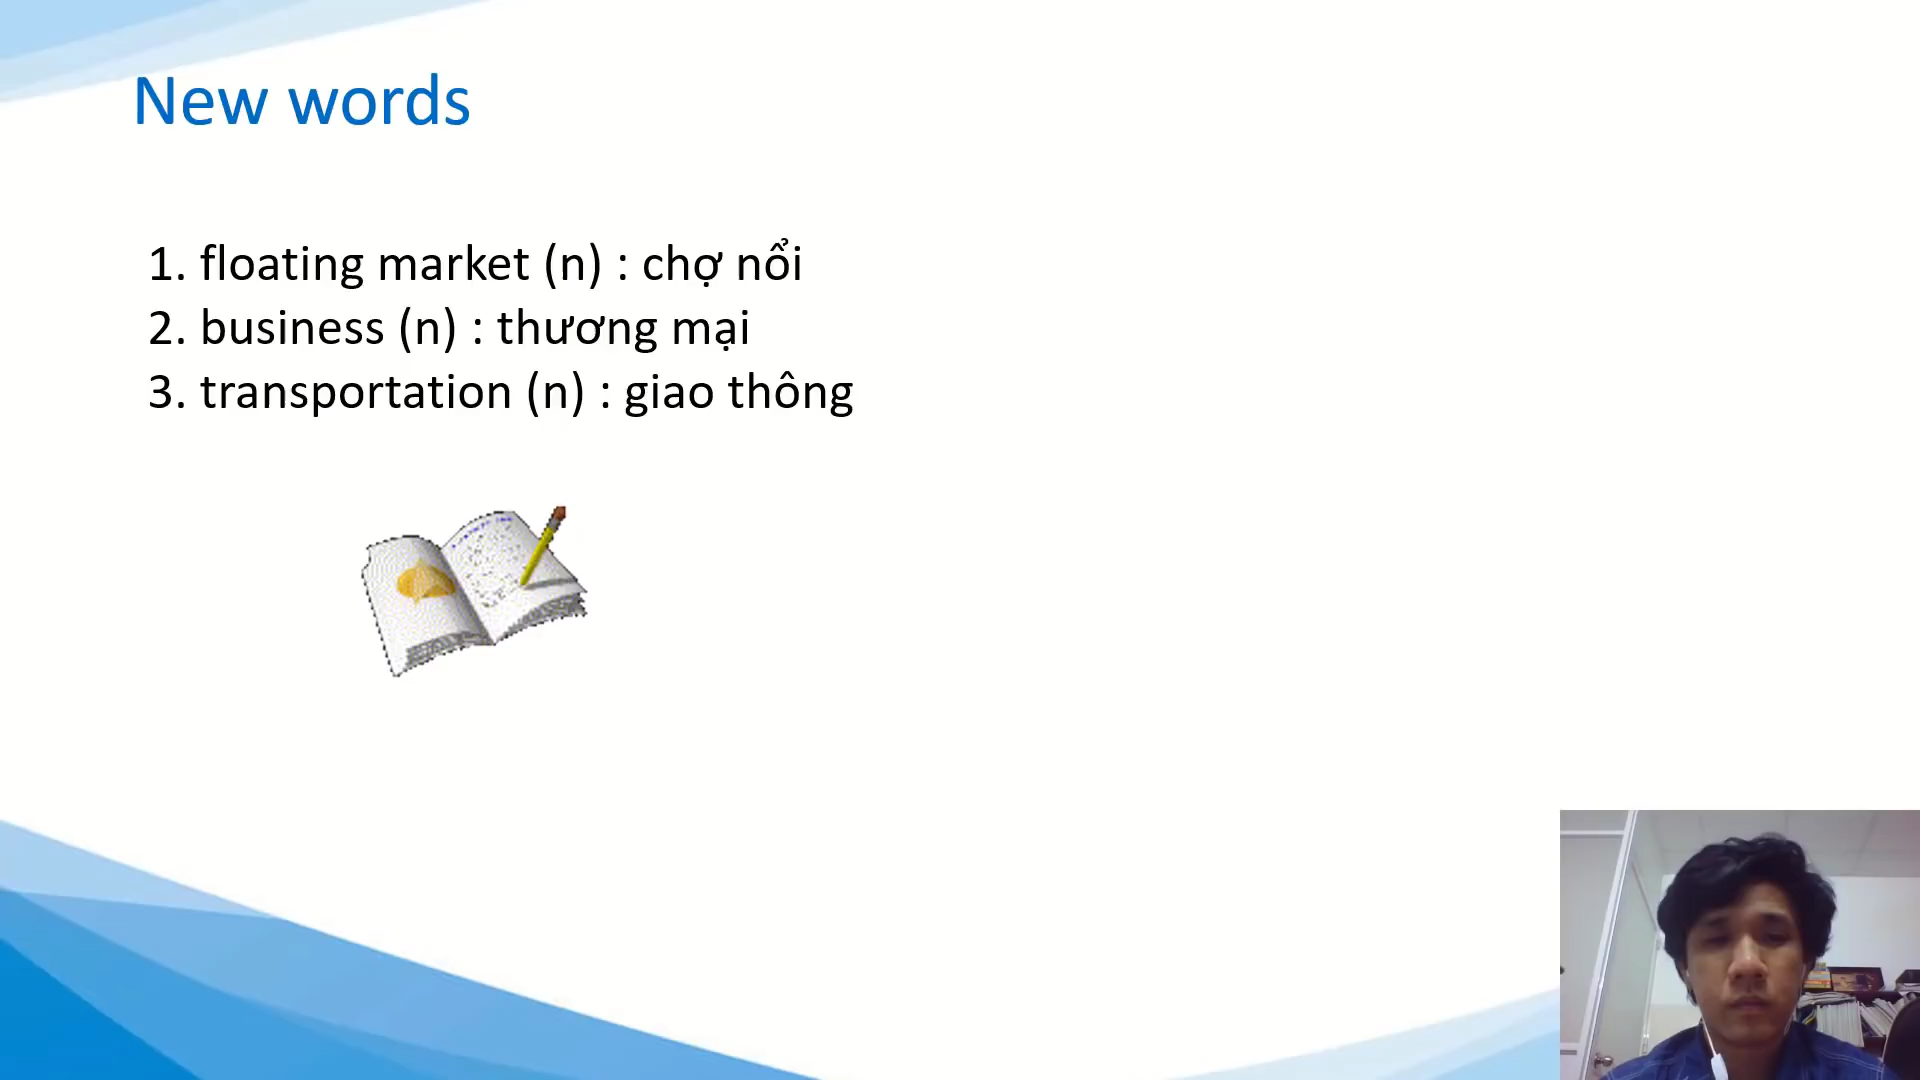 New words
1. floating market (n) : chợ nổi
2. business (n) : thương mại
3. transportation (n) : giao thông